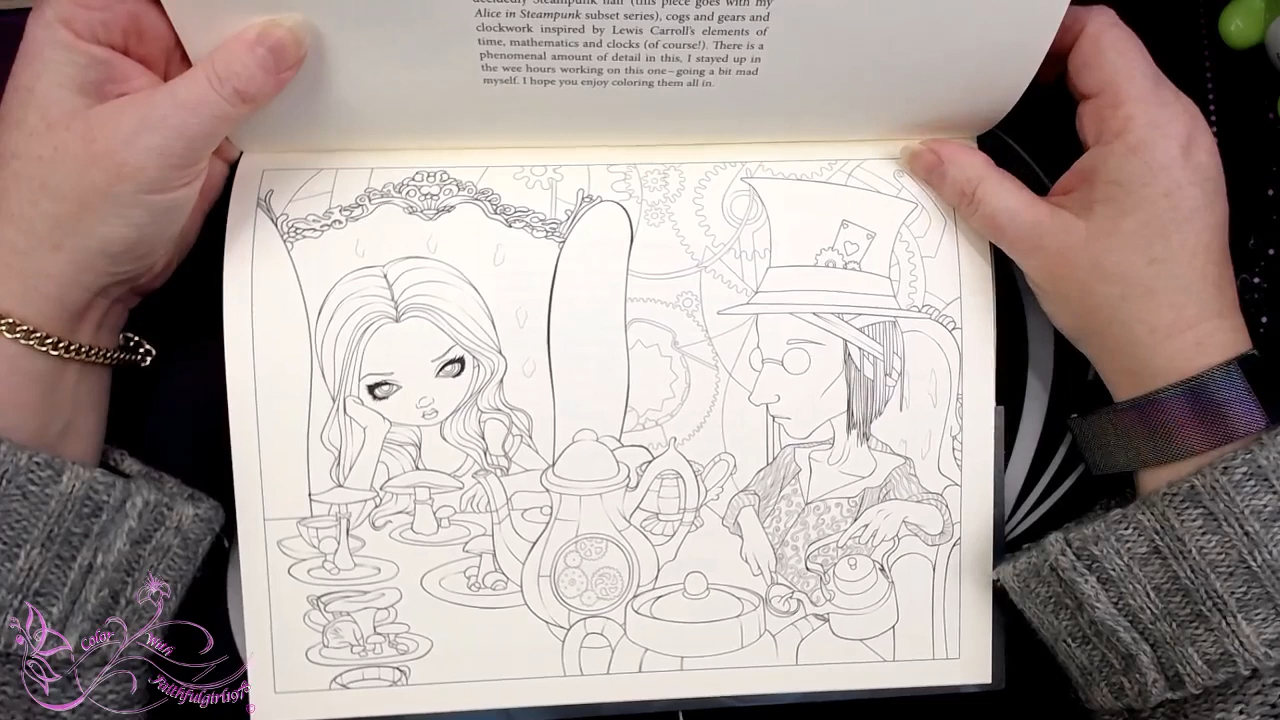 decidedly Steampunk hair (this piece goes with my
Alice in Steampunk subset series), cogs and gears and
clockwork inspired by Lewis Carroll's elements of
time, mathematics and clocks (of course!). There is a
phenomenal amount of detail in this, I stayed up in
the wee hours working on this one—going a bit mad
myself. I hope you enjoy coloring them all in.
Color With
Faithfulgirl1978 ©